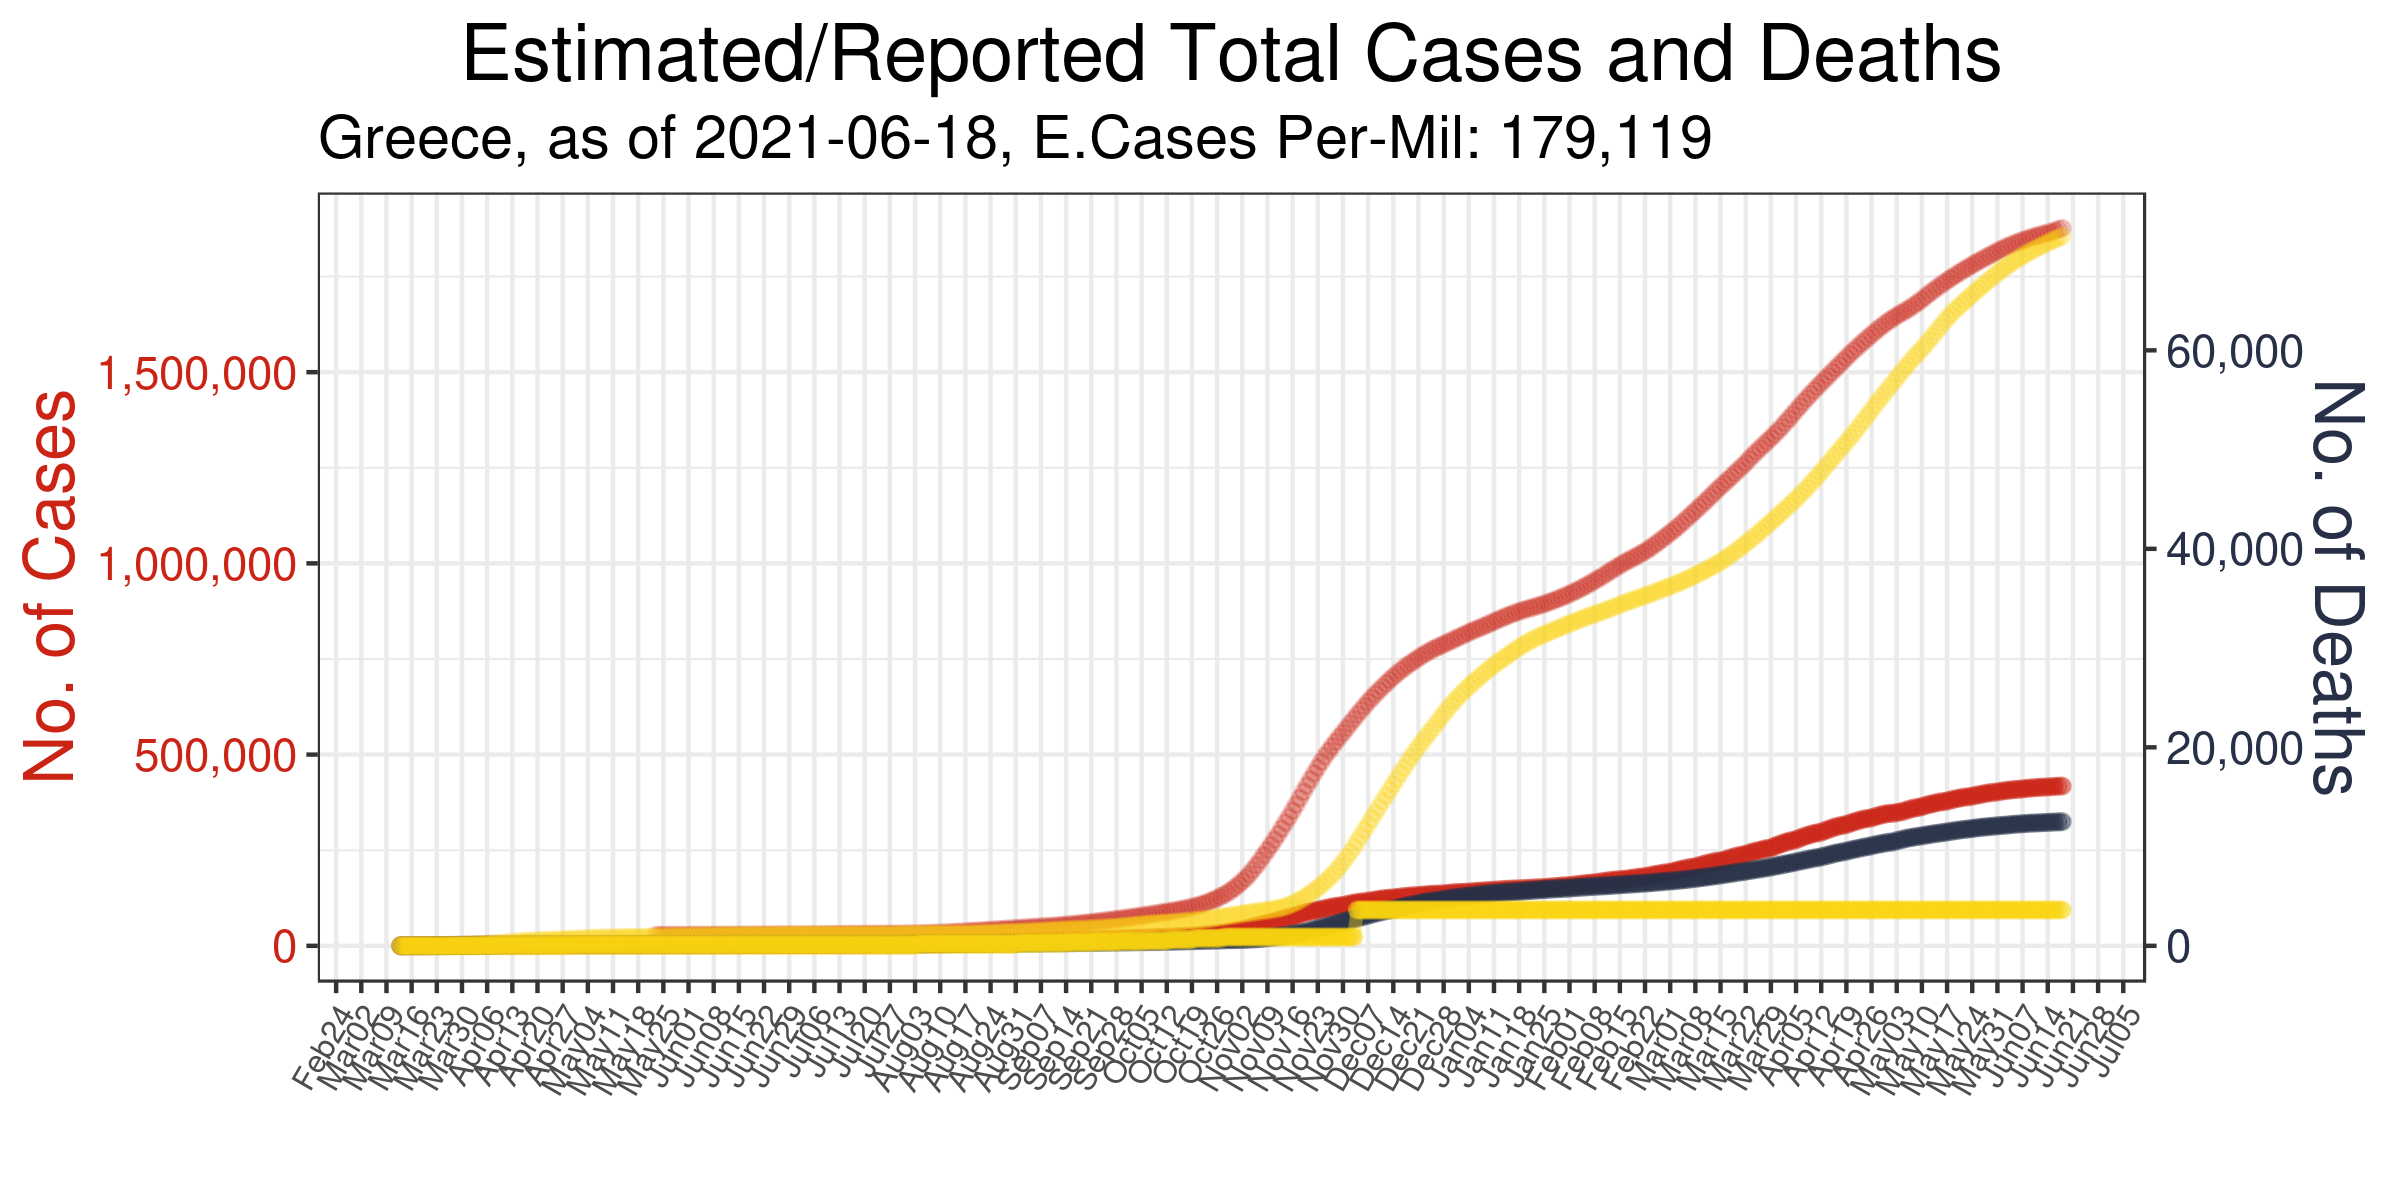 Estimated/Reported Total Cases and Deaths
Greece, as of 2021-06-18, E.Cases Per-Mil: 179,119
No. of Cases
1,500,000
1,000,000
500,000
0
60,000
40,000
20,000
0
No. of Deaths
Feb24
Mar02
Mar09
Mar16
Mar23
Mar30
Apr06
Apr13
Apr20
Apr27
May04
May11
May18
May25
Jun01
Jun08
Jun15
Jun22
Jun29
Jul06
Jul13
Jul20
Jul27
Aug03
Aug10
Aug17
Aug24
Aug31
Sep07
Sep14
Sep21
Sep28
Oct05
Oct12
Oct19
Oct26
Nov02
Nov09
Nov16
Nov23
Nov30
Dec07
Dec14
Dec21
Dec28
Jan04
Jan11
Jan18
Jan25
Feb01
Feb08
Feb15
Feb22
Mar01
Mar08
Mar15
Mar22
Mar29
Apr05
Apr12
Apr19
Apr26
May03
May10
May17
May24
May31
Jun07
Jun14
Jun21
Jun28
Jul05